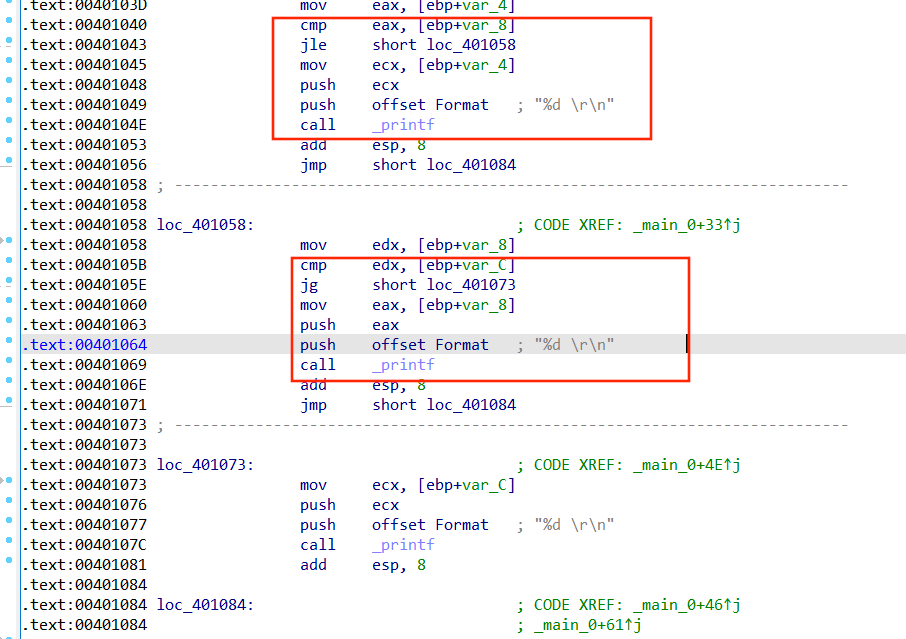 .text:0040103D mov eax, [ebp+var_4]
.text:00401040 cmp eax, [ebp+var_8]
.text:00401043 jle short loc_401058
.text:00401045 mov ecx, [ebp+var_4]
.text:00401048 push ecx
.text:00401049 push offset Format ; "%d \r\n"
.text:0040104E call _printf
.text:00401053 add esp, 8
.text:00401056 jmp short loc_401084
.text:00401058 ; ---------------------------------------------------------------------------
.text:00401058
.text:00401058 loc_401058: ; CODE XREF: _main_0+33↑j
.text:00401058 mov edx, [ebp+var_8]
.text:0040105B cmp edx, [ebp+var_C]
.text:0040105E jg short loc_401073
.text:00401060 mov eax, [ebp+var_8]
.text:00401063 push eax
.text:00401064 push offset Format ; "%d \r\n"
.text:00401069 call _printf
.text:0040106E add esp, 8
.text:00401071 jmp short loc_401084
.text:00401073 ; ---------------------------------------------------------------------------
.text:00401073
.text:00401073 loc_401073: ; CODE XREF: _main_0+4E↑j
.text:00401073 mov ecx, [ebp+var_C]
.text:00401076 push ecx
.text:00401077 push offset Format ; "%d \r\n"
.text:0040107C call _printf
.text:00401081 add esp, 8
.text:00401084
.text:00401084 loc_401084: ; CODE XREF: _main_0+46↑j
.text:00401084 ; _main_0+61↑j